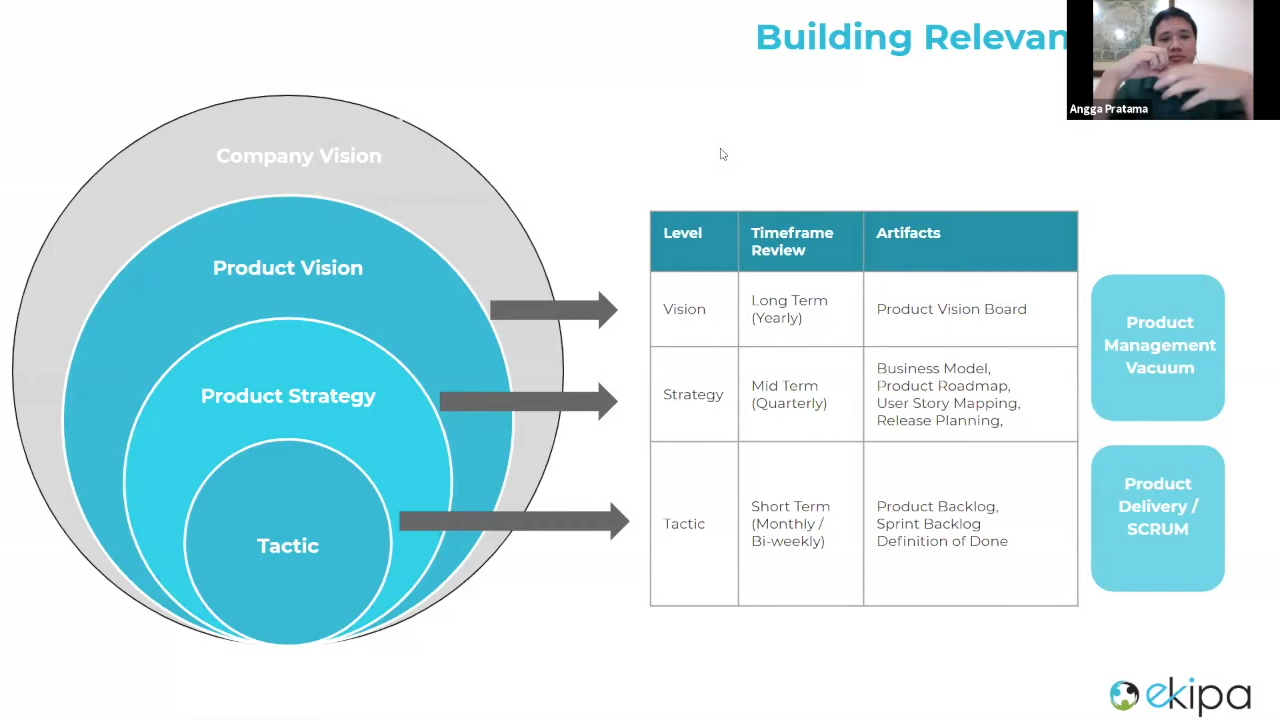 Building Relevan
Angga Pratama
Company Vision
Product Vision
Product Strategy
Tactic
Level
Timeframe
Review
Artifacts
Vision
Long Term
(Yearly)
Product Vision Board
Strategy
Mid Term
(Quarterly)
Business Model,
Product Roadmap,
User Story Mapping,
Release Planning,
Tactic
Short Term
(Monthly /
Bi-weekly)
Product Backlog,
Sprint Backlog
Definition of Done
Product
Management
Vacuum
Product
Delivery /
SCRUM
ekipa